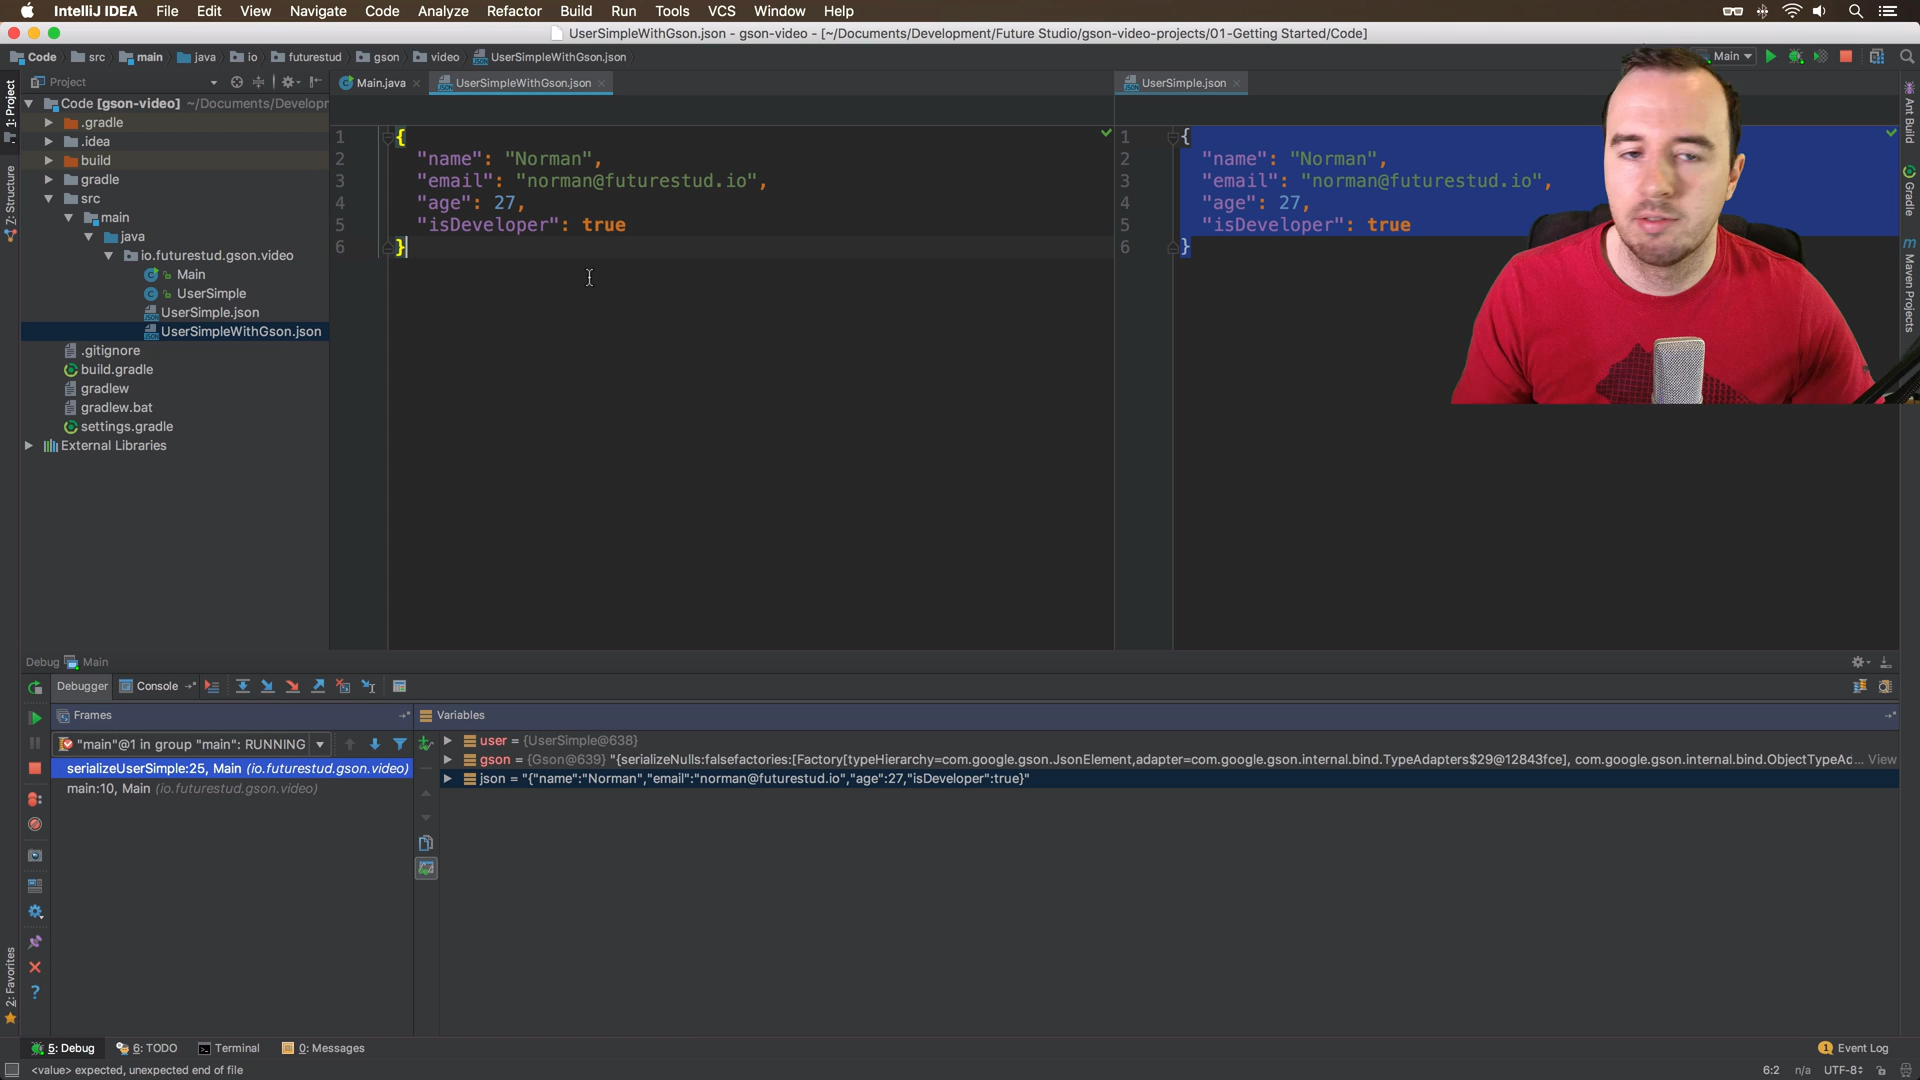 IntelliJ IDEA File Edit View Navigate Code Analyze Refactor Build Run Tools VCS Window Help
UserSimpleWithGson.json - gson-video - [~/Documents/Development/Future Studio/gson-video-projects/01-Getting Started/Code]
Code src main java io futurestud gson video UserSimpleWithGson.json Main
Project Main.java UserSimpleWithGson.json UserSimple.json
1: Project
7: Structure
2: Favorites
Code [gson-video] ~/Documents/Developr
.gradle
.idea
build
gradle
src
main
java
io.futurestud.gson.video
Main
UserSimple
UserSimple.json
UserSimpleWithGson.json
.gitignore
build.gradle
gradlew
gradlew.bat
settings.gradle
External Libraries
1 {
2 "name": "Norman",
3 "email": "norman@futurestud.io",
4 "age": 27,
5 "isDeveloper": true
6 }
1 {
2 "name": "Norman",
3 "email": "norman@futurestud.io",
4 "age": 27,
5 "isDeveloper": true
6 }
Ant Build
Gradle
Maven Projects
Debug Main
Debugger Console
Frames
"main"@1 in group "main": RUNNING
serializeUserSimple:25, Main (io.futurestud.gson.video)
main:10, Main (io.futurestud.gson.video)
Variables
user = {UserSimple@638}
gson = {Gson@639} "{serializeNulls:falsefactories:[Factory[typeHierarchy=com.google.gson.JsonElement,adapter=com.google.gson.internal.bind.TypeAdapters$29@12843fce], com.google.gson.internal.bind.ObjectTypeAd... View
json = "{"name":"Norman","email":"norman@futurestud.io","age":27,"isDeveloper":true}"
5: Debug 6: TODO Terminal 0: Messages 1 Event Log
<value> expected, unexpected end of file 6:2 n/a UTF-8